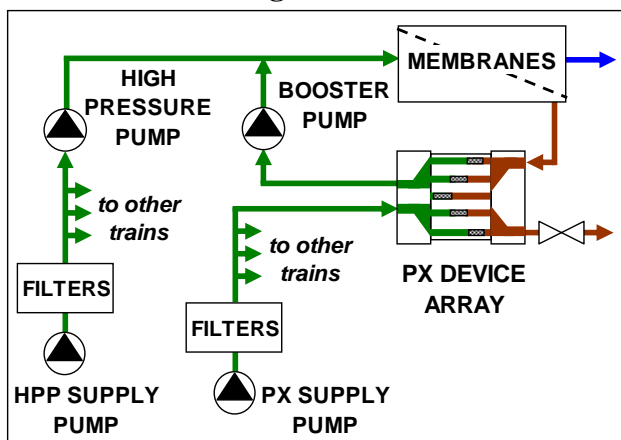 MEMBRANES
HIGH
PRESSURE
PUMP
BOOSTER
PUMP
to other
trains
to other
trains
PX DEVICE
ARRAY
FILTERS
FILTERS
HPP SUPPLY
PUMP
PX SUPPLY
PUMP